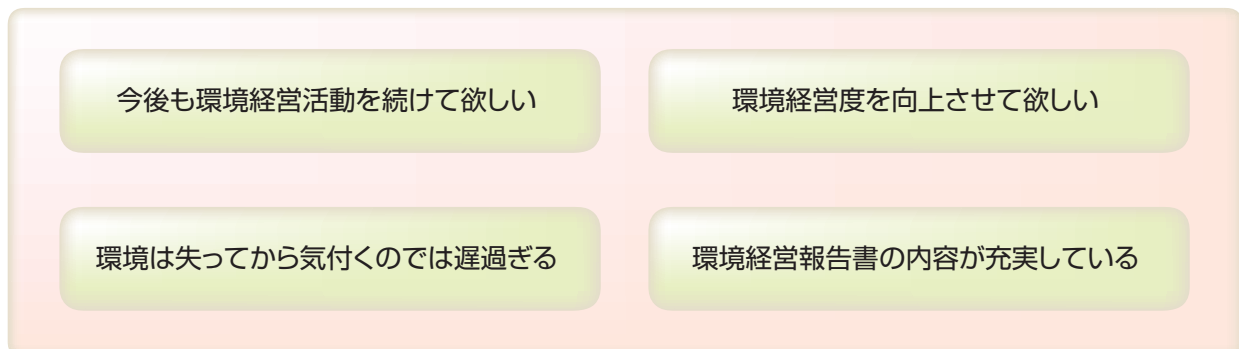 今後も環境経営活動を続けて欲しい
環境経営度を向上させて欲しい
環境は失ってから気付くのでは遅過ぎる
環境経営報告書の内容が充実している